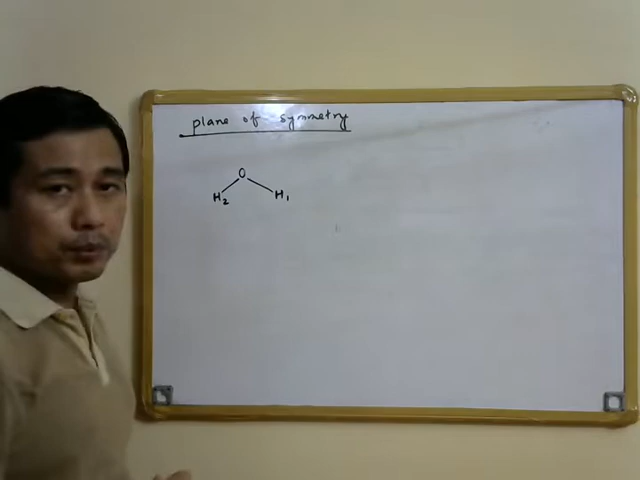 plane of symmetry
O
H₂ H₁